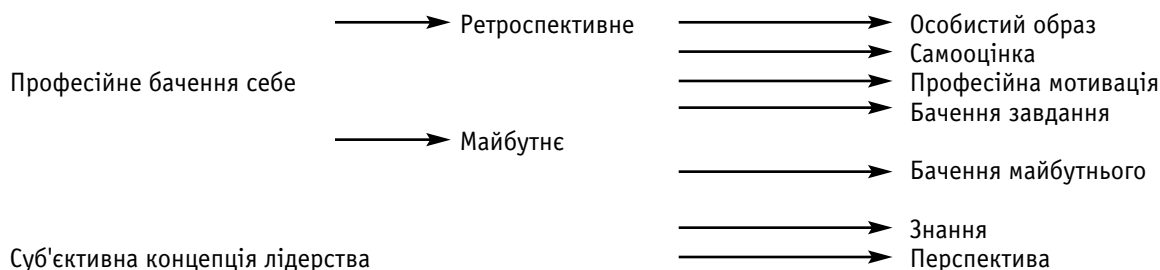 Ретроспективне Особистий образ
Самооцінка
Професійне бачення себе Професійна мотивація
Бачення завдання
Майбутнє
Бачення майбутнього
Знання
Суб'єктивна концепція лідерства Перспектива